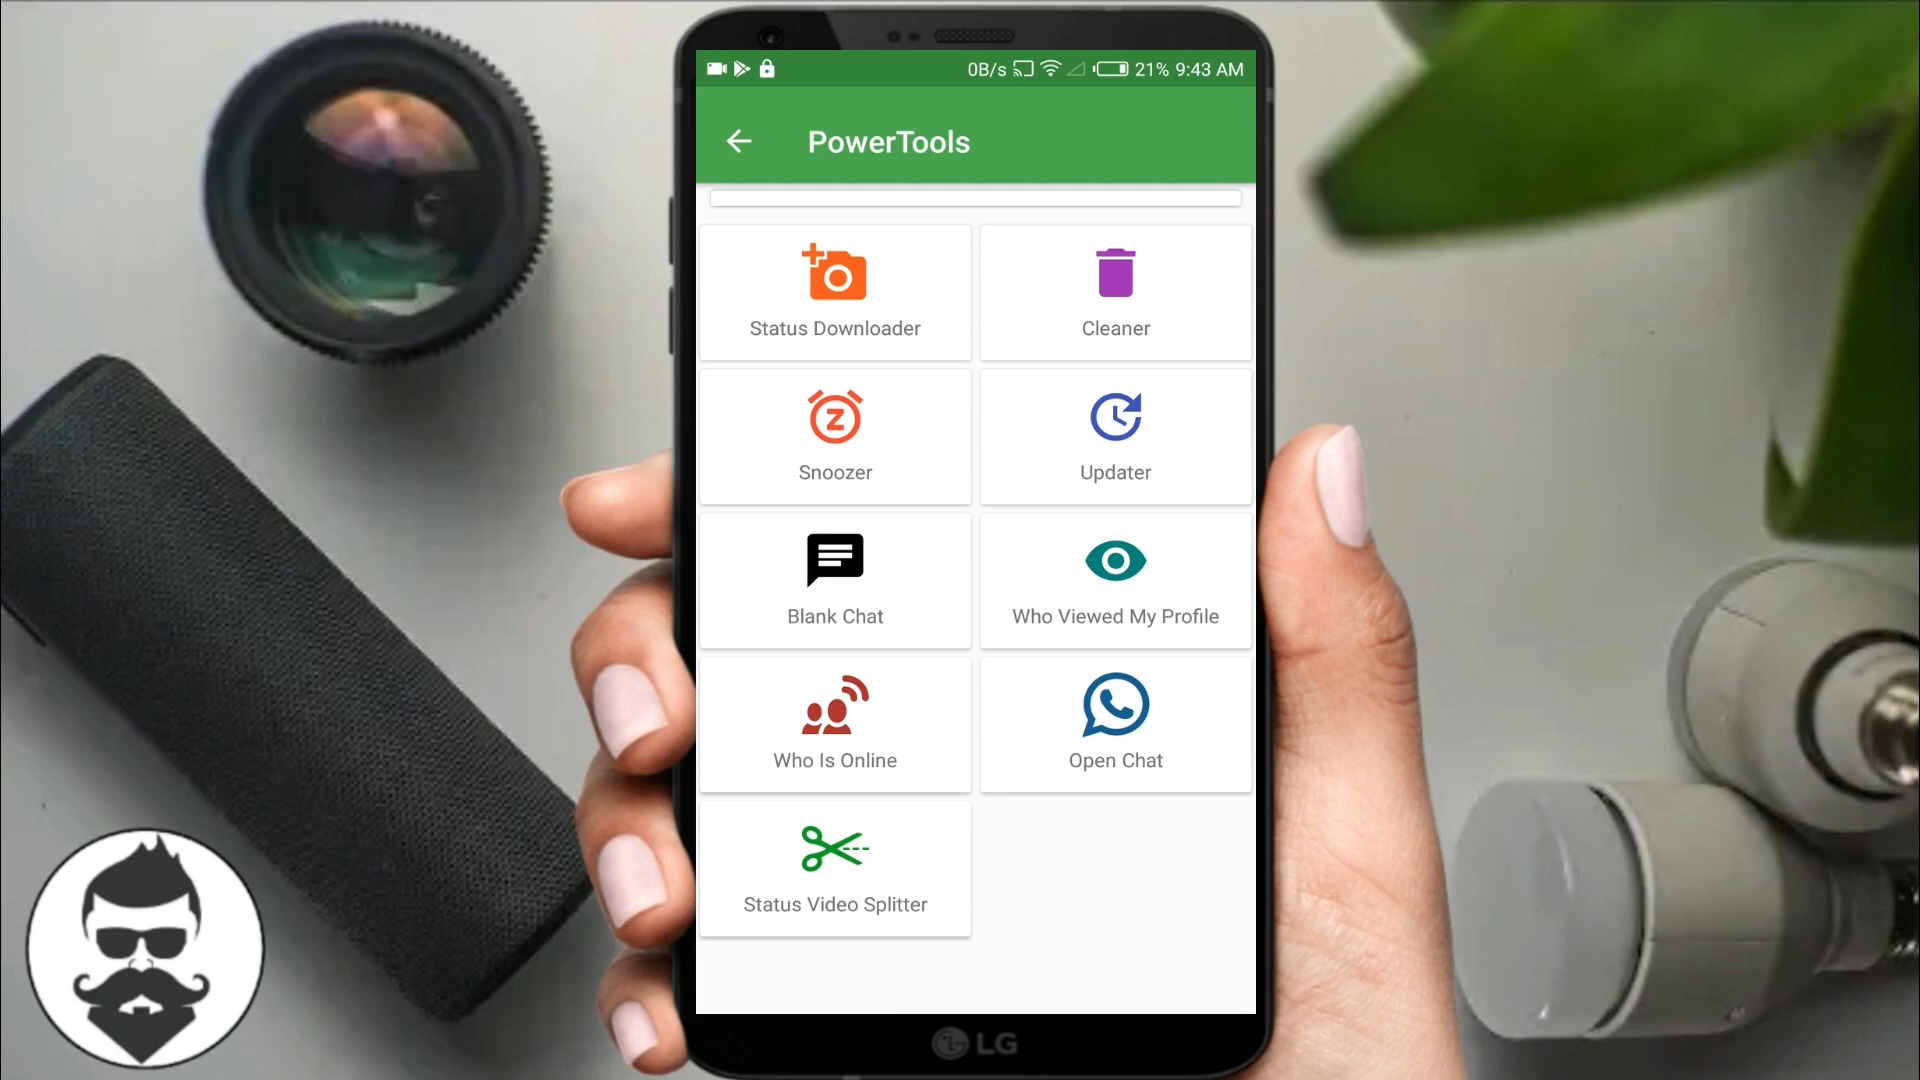 0B/s 21% 9:43 AM
PowerTools
Status Downloader
Cleaner
Snoozer
Updater
Blank Chat
Who Viewed My Profile
Who Is Online
Open Chat
Status Video Splitter
LG